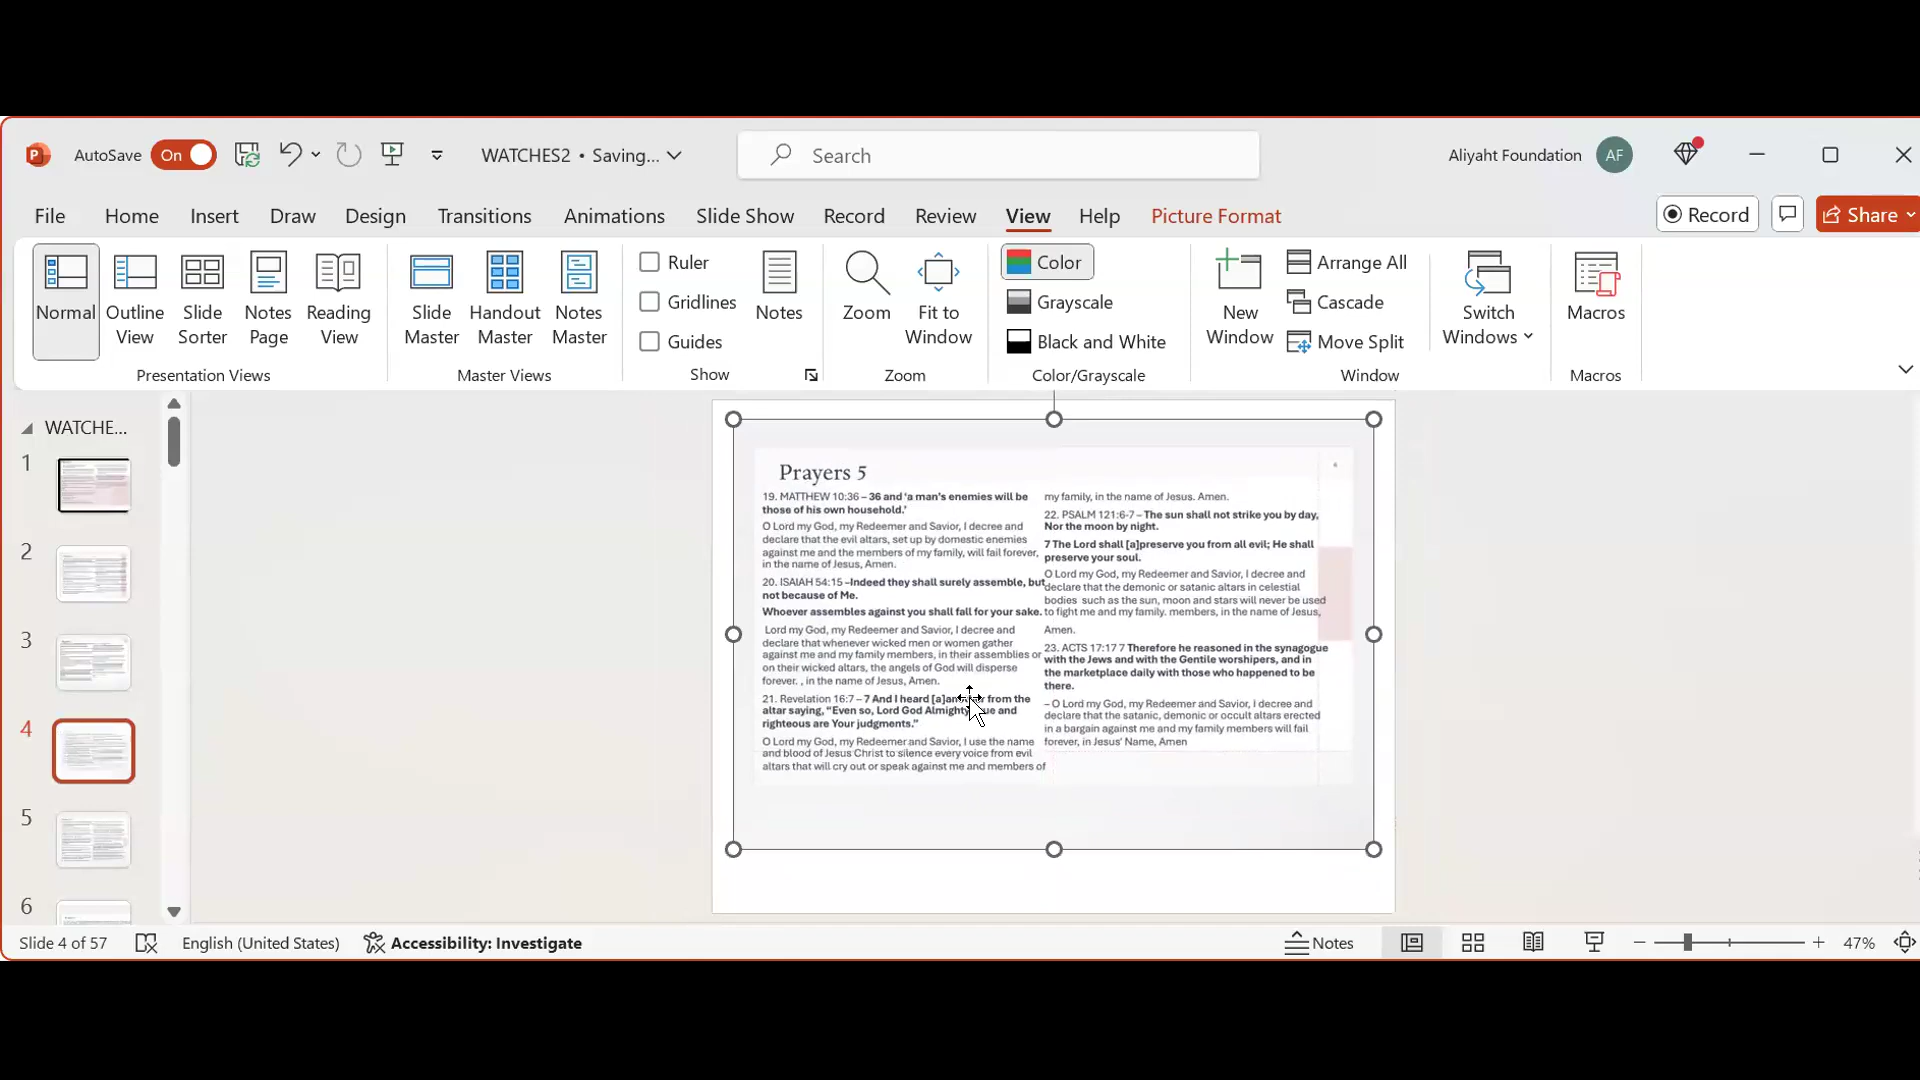 AutoSave
On
WATCHES2 • Saving...
Search
Aliyaht Foundation
AF
File
Home
Insert
Draw
Design
Transitions
Animations
Slide Show
Record
Review
View
Help
Picture Format
Record
Share
Normal
Outline View
Slide Sorter
Notes Page
Reading View
Presentation Views
Slide Master
Handout Master
Notes Master
Master Views
Ruler
Gridlines
Guides
Notes
Show
Zoom
Fit to Window
Zoom
Color
Grayscale
Black and White
Color/Grayscale
New Window
Arrange All
Cascade
Move Split
Switch Windows
Window
Macros
Macros
WATCHE...
1
2
3
4
5
6
Prayers 5
19. MATTHEW 10:36 – 36 and ‘a man’s enemies will be
those of his own household.’
O Lord my God, my Redeemer and Savior, I decree and
declare that the evil altars, set up by domestic enemies
against me and the members of my family, will fail forever,
in the name of Jesus, Amen.
20. ISAIAH 54:15 –Indeed they shall surely assemble, but
not because of Me.
Whoever assembles against you shall fall for your sake.
Lord my God, my Redeemer and Savior, I decree and
declare that whenever wicked men or women gather
against me and my family members, in their assemblies or
on their wicked altars, the angels of God will disperse
forever. , in the name of Jesus, Amen.
21. Revelation 16:7 – 7 And I heard from the
altar saying, “Even so, Lord God Almighty, and
righteous are Your judgments.”
O Lord my God, my Redeemer and Savior, I use the name
and blood of Jesus Christ to silence every voice from evil
altars that will cry out or speak against me and members of
my family, in the name of Jesus. Amen.
22. PSALM 121:6-7 – The sun shall not strike you by day,
Nor the moon by night.
7 The Lord shall [a]preserve you from all evil; He shall
preserve your soul.
O Lord my God, my Redeemer and Savior, I decree and
declare that the demonic or satanic altars in celestial
bodies such as the sun, moon and stars will never be used
to fight me and my family. members, in the name of Jesus,
Amen.
23. ACTS 17:17 7 Therefore he reasoned in the synagogue
with the Jews and with the Gentile worshipers, and in
the marketplace daily with those who happened to be
there.
– O Lord my God, my Redeemer and Savior, I decree and
declare that the satanic, demonic or occult altars erected
in a bargain against me and my family members will fail
forever, in Jesus’ Name, Amen
Slide 4 of 57
English (United States)
Accessibility: Investigate
Notes
47%